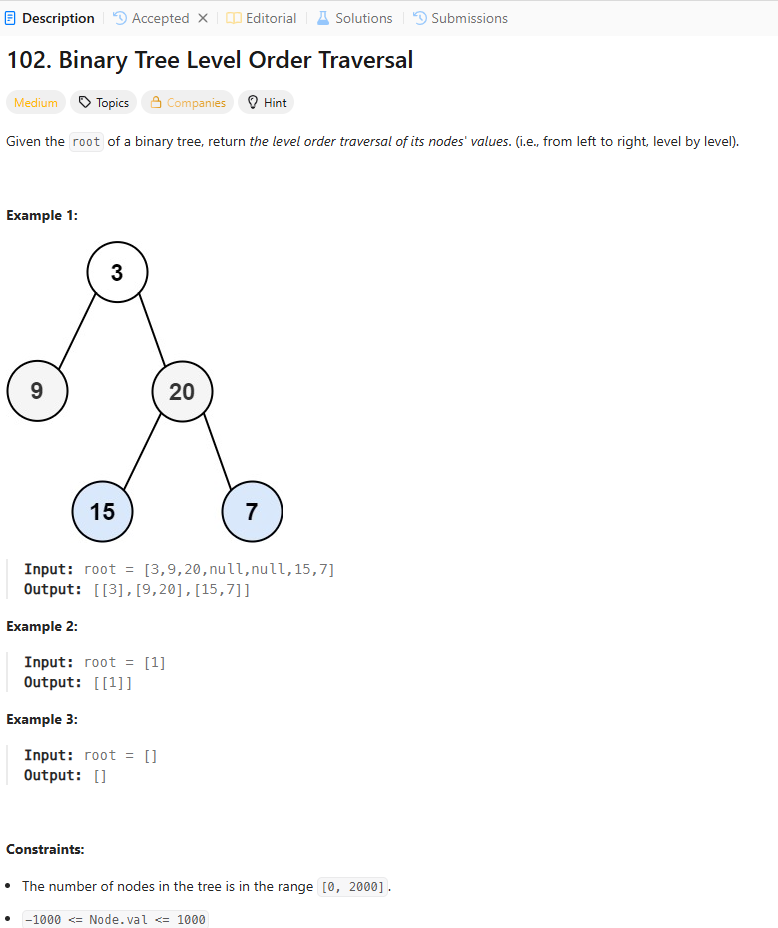 Description Accepted Editorial Solutions Submissions
102. Binary Tree Level Order Traversal
Medium Topics Companies Hint
Given the root of a binary tree, return the level order traversal of its nodes' values. (i.e., from left to right, level by level).
Example 1:
3
9 20
15 7
Input: root = [3,9,20,null,null,15,7]
Output: [[3],[9,20],[15,7]]
Example 2:
Input: root = [1]
Output: [[1]]
Example 3:
Input: root = []
Output: []
Constraints:
• The number of nodes in the tree is in the range [0, 2000].
• -1000 <= Node.val <= 1000